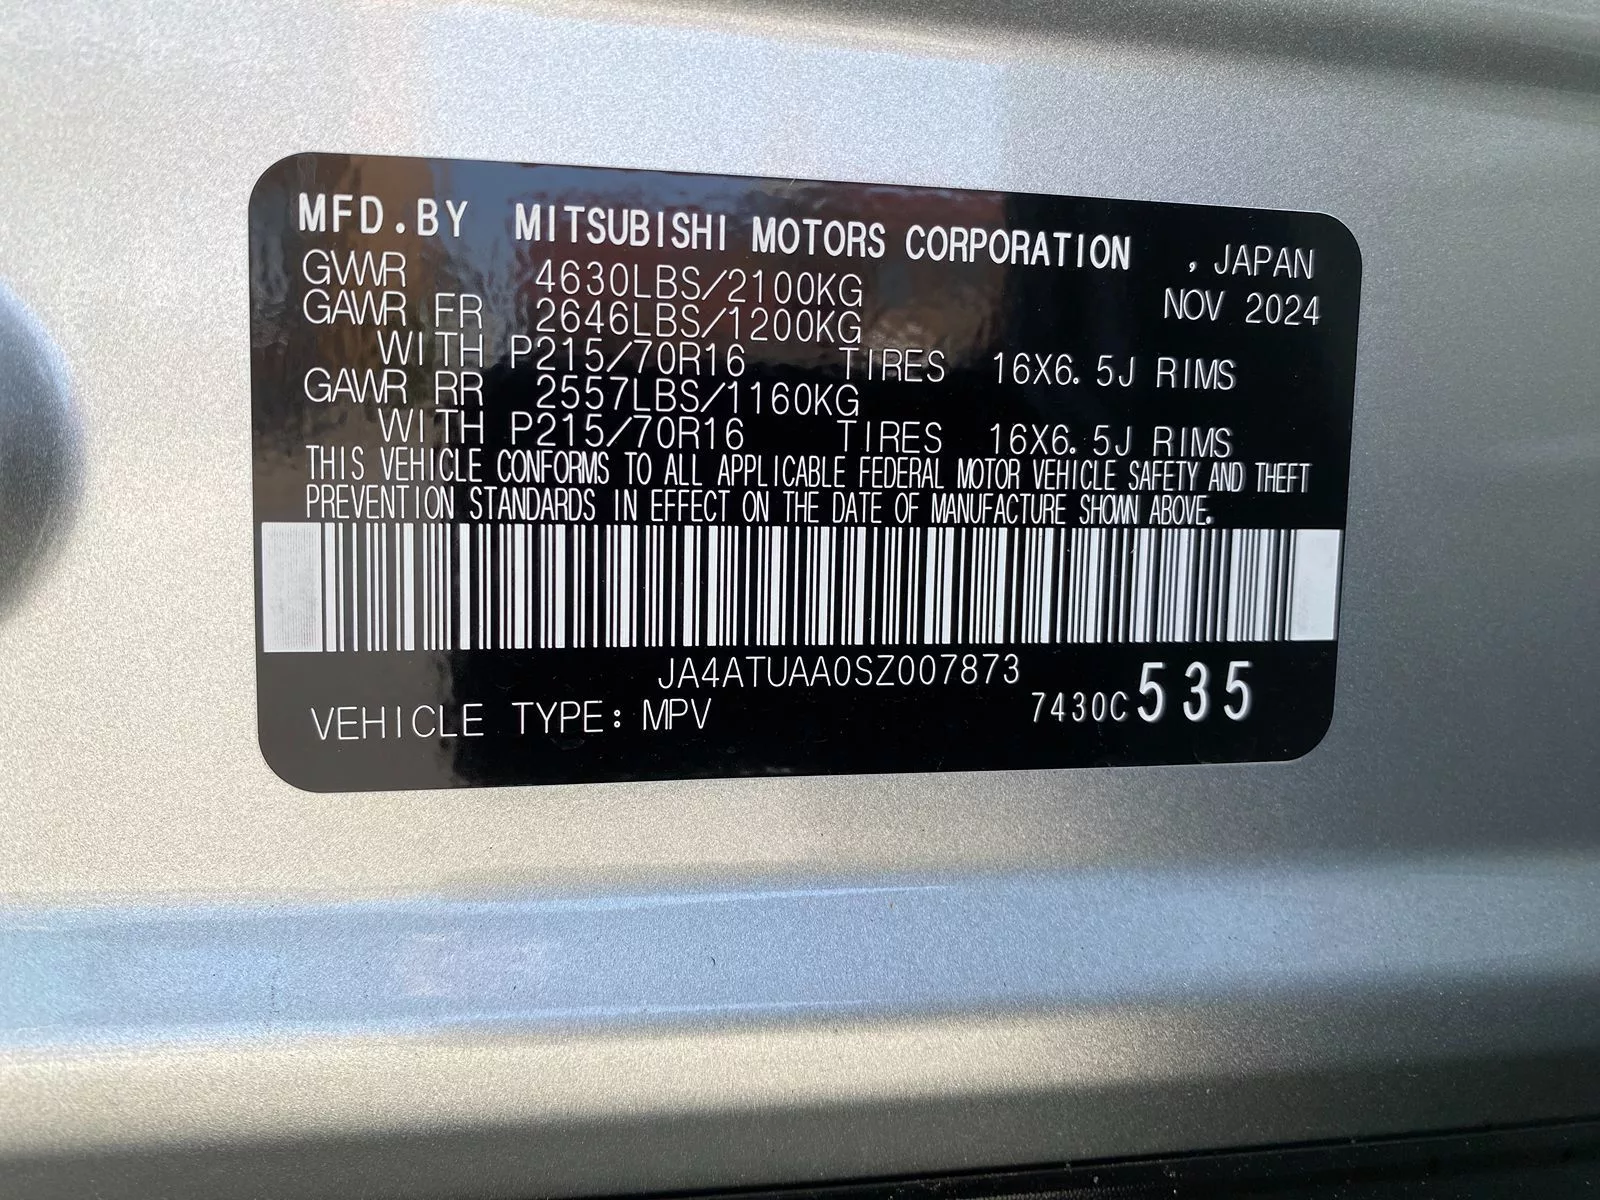 MFD.BY MITSUBISHI MOTORS CORPORATION , JAPAN
GVWR 4630LBS/2100KG NOV 2024
GAWR FR 2646LBS/1200KG
WITH P215/70R16 TIRES 16X6.5J RIMS
GAWR RR 2557LBS/1160KG
WITH P215/70R16 TIRES 16X6.5J RIMS
THIS VEHICLE CONFORMS TO ALL APPLICABLE FEDERAL MOTOR VEHICLE SAFETY AND THEFT
PREVENTION STANDARDS IN EFFECT ON THE DATE OF MANUFACTURE SHOWN ABOVE.
JA4ATUAA0SZ007873
VEHICLE TYPE: MPV 7430C535